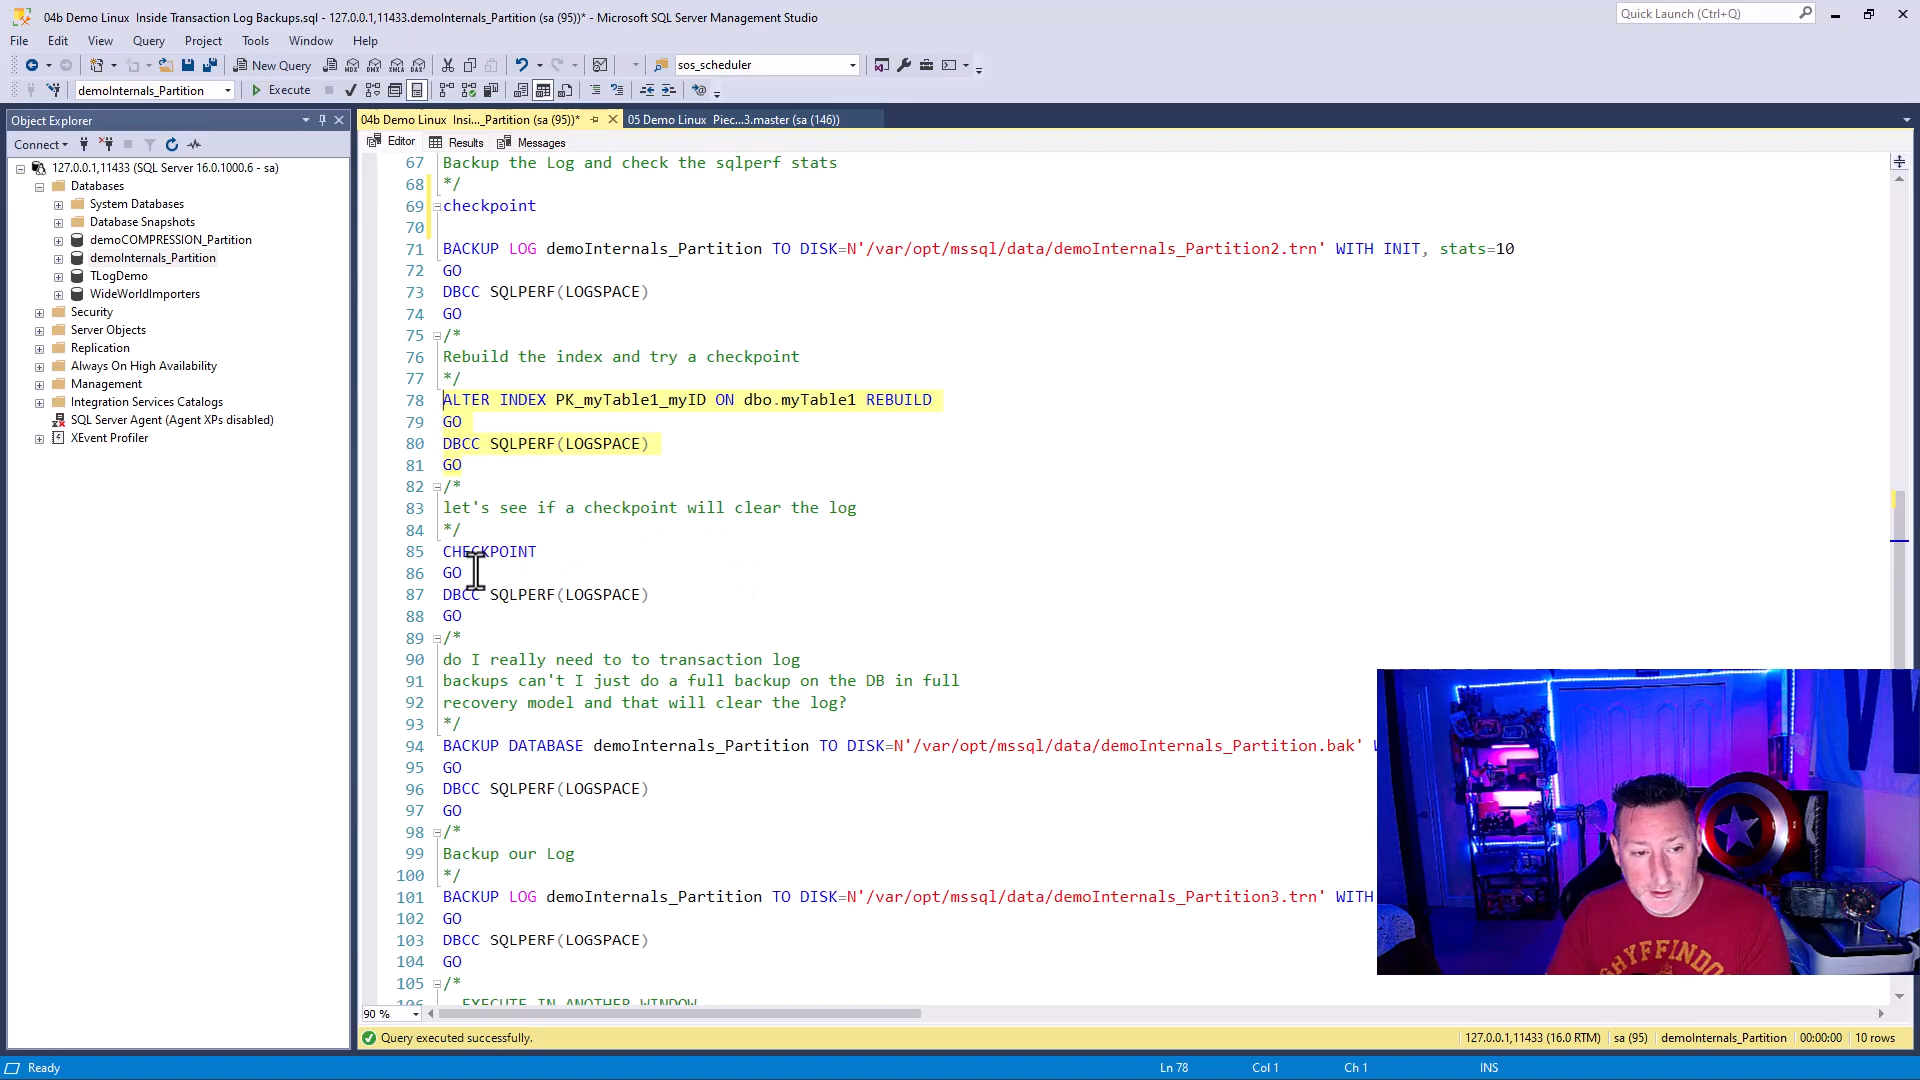 04b Demo Linux  Inside Transaction Log Backups.sql - 127.0.0.1,11433.demoInternals_Partition (sa (95))* - Microsoft SQL Server Management Studio
Quick Launch (Ctrl+Q)
File Edit View Query Project Tools Window Help
New Query
MDX DMX XMLA DAX
sos_scheduler
demoInternals_Partition
Execute
Object Explorer
04b Demo Linux  Insi..._Partition (sa (95))*
05 Demo Linux  Piec...3.master (sa (146))
Connect
Editor Results Messages
127.0.0.1,11433 (SQL Server 16.0.1000.6 - sa)
Databases
System Databases
Database Snapshots
demoCOMPRESSION_Partition
demoInternals_Partition
TLogDemo
WideWorldImporters
Security
Server Objects
Replication
Always On High Availability
Management
Integration Services Catalogs
SQL Server Agent (Agent XPs disabled)
XEvent Profiler
67 Backup the Log and check the sqlperf stats
68 */
69 checkpoint
70
71 BACKUP LOG demoInternals_Partition TO DISK=N'/var/opt/mssql/data/demoInternals_Partition2.trn' WITH INIT, stats=10
72 GO
73 DBCC SQLPERF(LOGSPACE)
74 GO
75 /*
76 Rebuild the index and try a checkpoint
77 */
78 ALTER INDEX PK_myTable1_myID ON dbo.myTable1 REBUILD
79 GO
80 DBCC SQLPERF(LOGSPACE)
81 GO
82 /*
83 let's see if a checkpoint will clear the log
84 */
85 CHECKPOINT
86 GO
87 DBCC SQLPERF(LOGSPACE)
88 GO
89 /*
90 do I really need to to transaction log
91 backups can't I just do a full backup on the DB in full
92 recovery model and that will clear the log?
93 */
94 BACKUP DATABASE demoInternals_Partition TO DISK=N'/var/opt/mssql/data/demoInternals_Partition.bak'
95 GO
96 DBCC SQLPERF(LOGSPACE)
97 GO
98 /*
99 Backup our Log
100 */
101 BACKUP LOG demoInternals_Partition TO DISK=N'/var/opt/mssql/data/demoInternals_Partition3.trn' WITH
102 GO
103 DBCC SQLPERF(LOGSPACE)
104 GO
105 /*
106 EXECUTE IN ANOTHER WINDOW
GRYFFINDO
90 %
Query executed successfully.
127.0.0.1,11433 (16.0 RTM) sa (95) demoInternals_Partition 00:00:00 10 rows
Ready
Ln 78 Col 1 Ch 1 INS